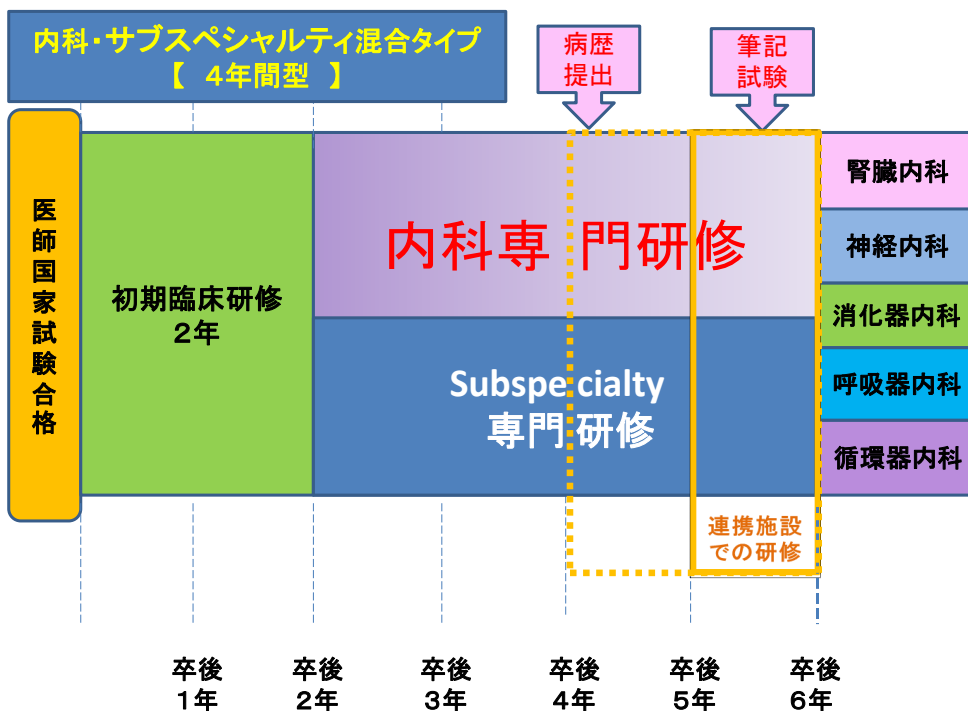 内科・サブスペシャルティ混合タイプ
【 4年間型 】
病歴
提出
筆記
試験
医師国家試験合格
初期臨床研修
2年
内科専 門研修
Subspe cialty
専門 研修
連携施設
での研修
腎臓内科
神経内科
消化器内科
呼吸器内科
循環器内科
卒後
1年
卒後
2年
卒後
3年
卒後
4年
卒後
5年
卒後
6年